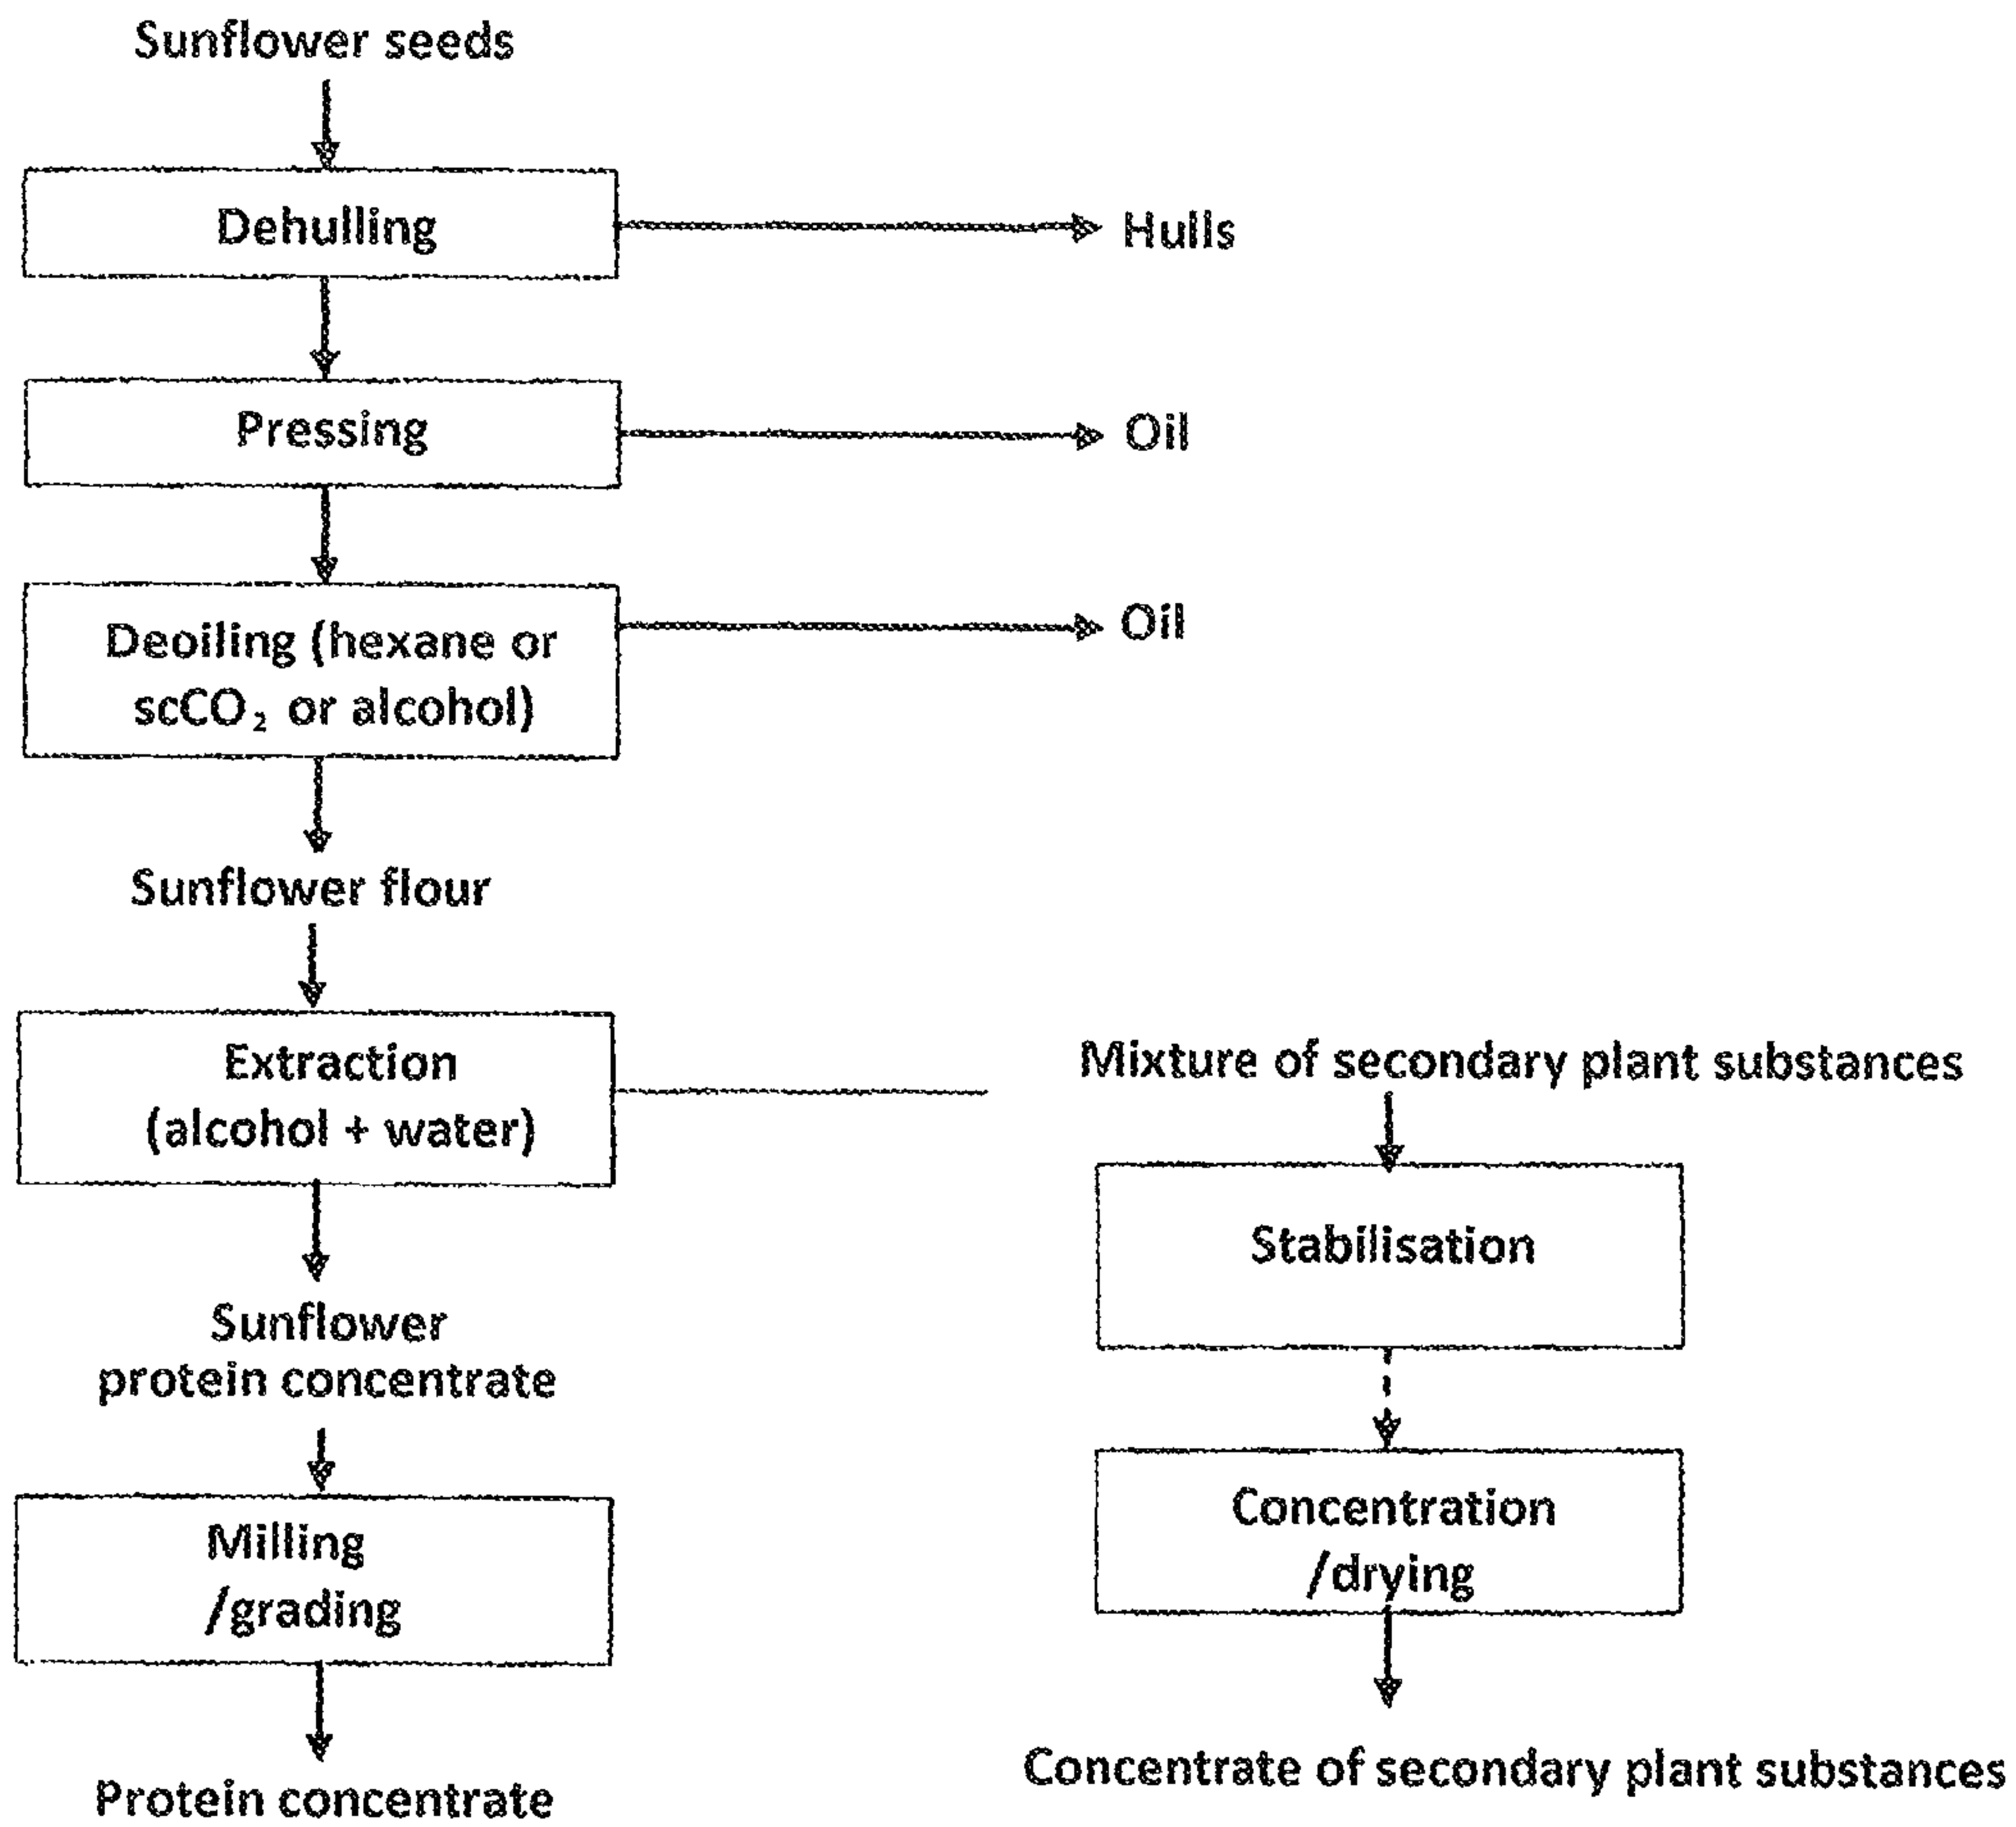 Sunflower seeds
Dehulling
Hulls
Pressing
Oil
Deoiling (hexane or
scCO₂ or alcohol)
Oil
Sunflower flour
Extraction
(alcohol + water)
Sunflower
protein concentrate
Milling
/grading
Protein concentrate
Mixture of secondary plant substances
Stabilisation
Concentration
/drying
Concentrate of secondary plant substances